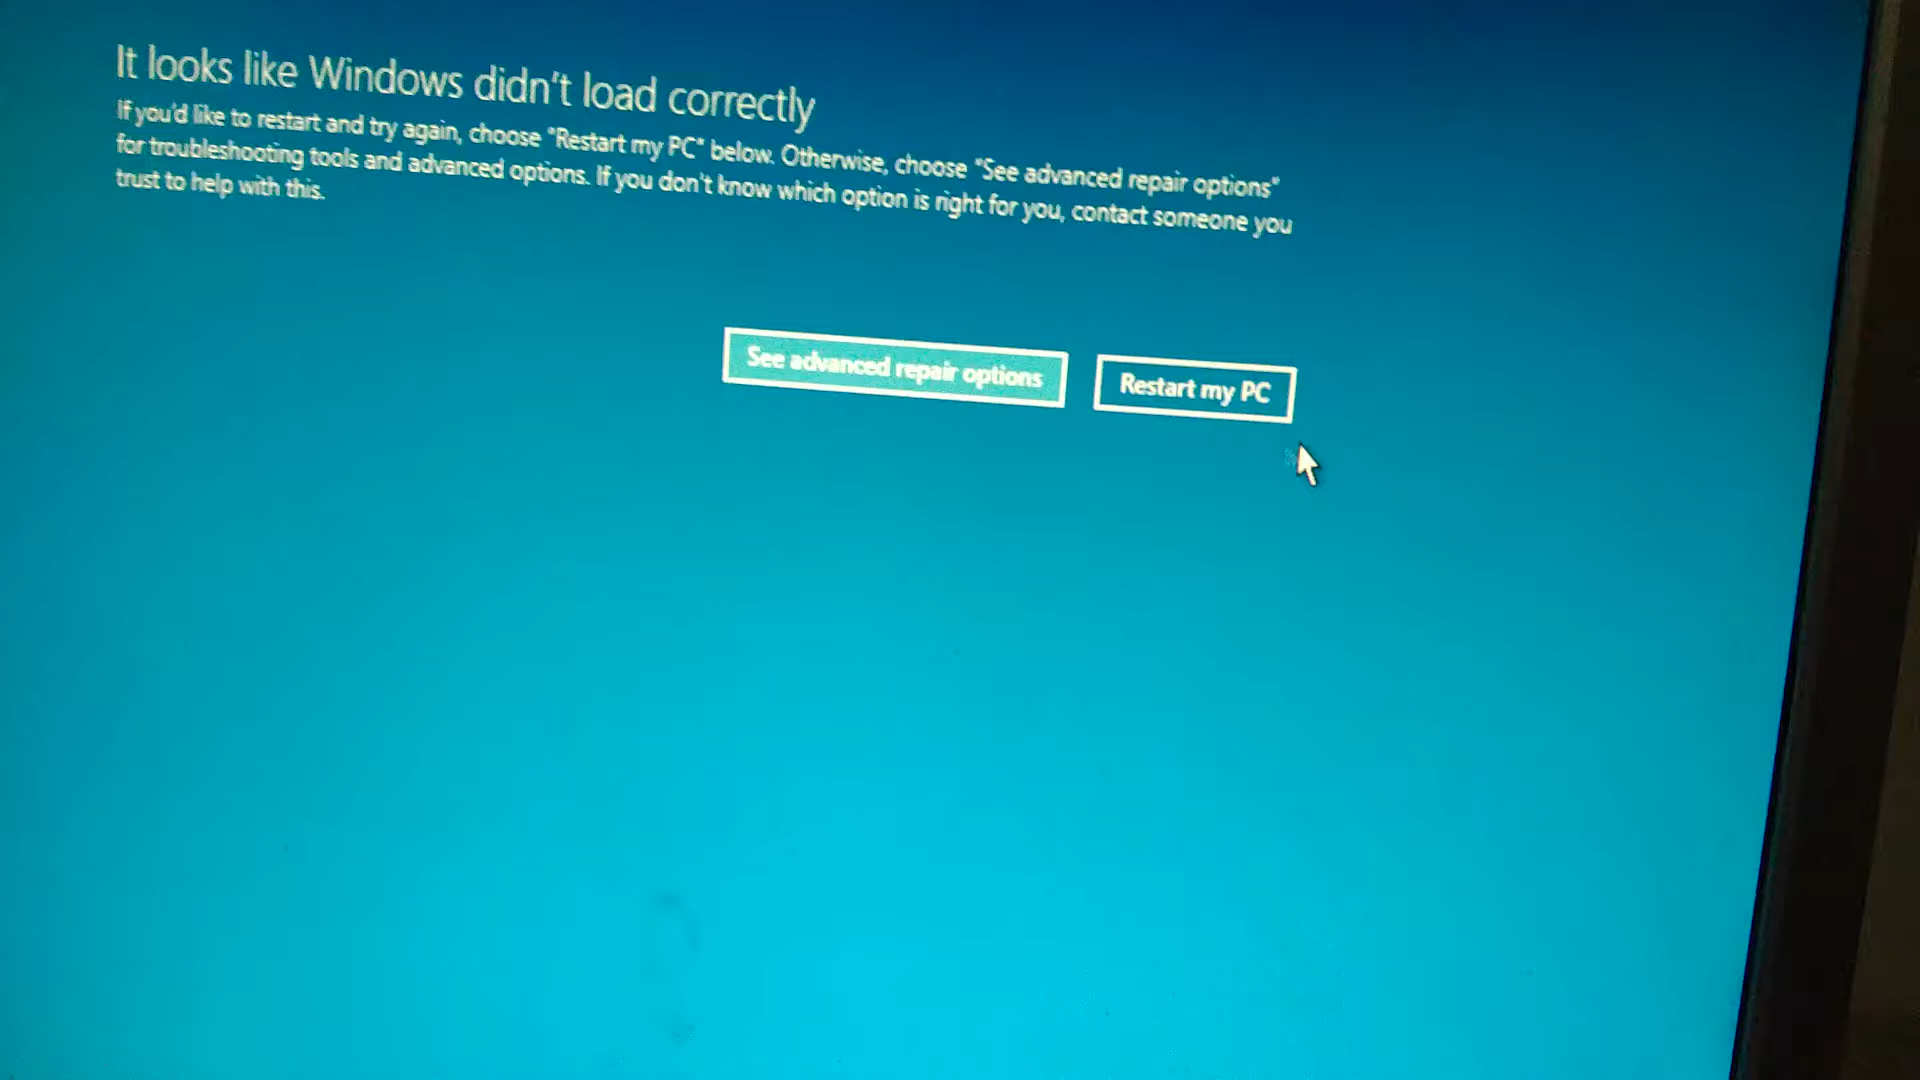 It looks like Windows didn't load correctly
If you'd like to restart and try again, choose "Restart my PC" below. Otherwise, choose "See advanced repair options"
for troubleshooting tools and advanced options. If you don't know which option is right for you, contact someone you
trust to help with this.
See advanced repair options
Restart my PC